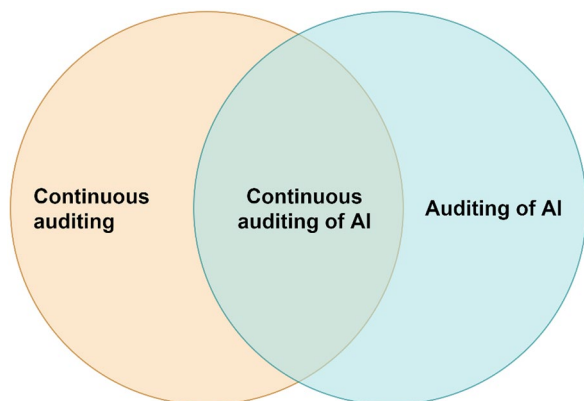 Continuous
auditing
Continuous
auditing of AI
Auditing of AI